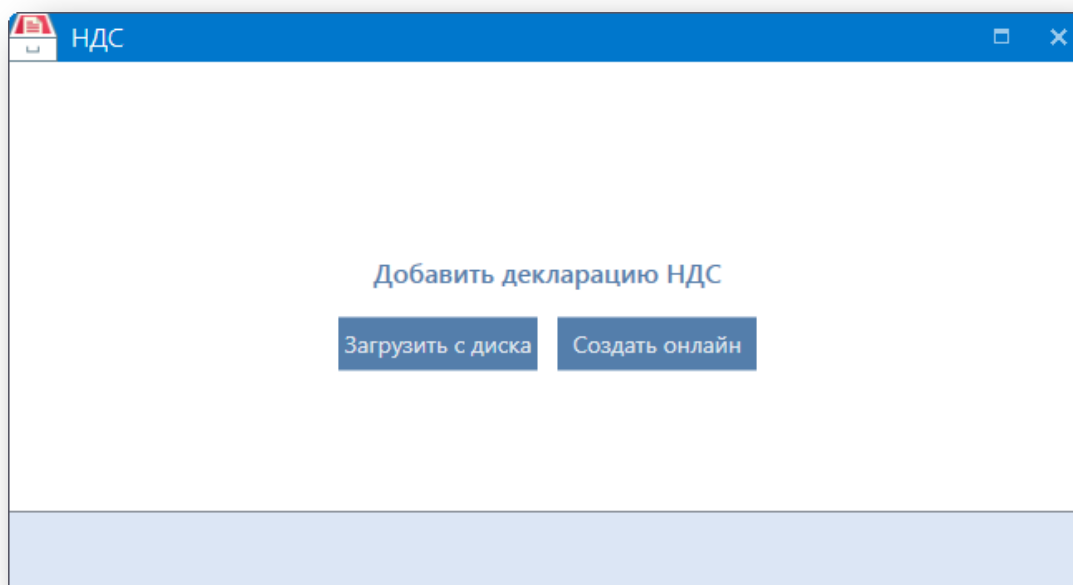 НДС
Добавить декларацию НДС
Загрузить с диска
Создать онлайн